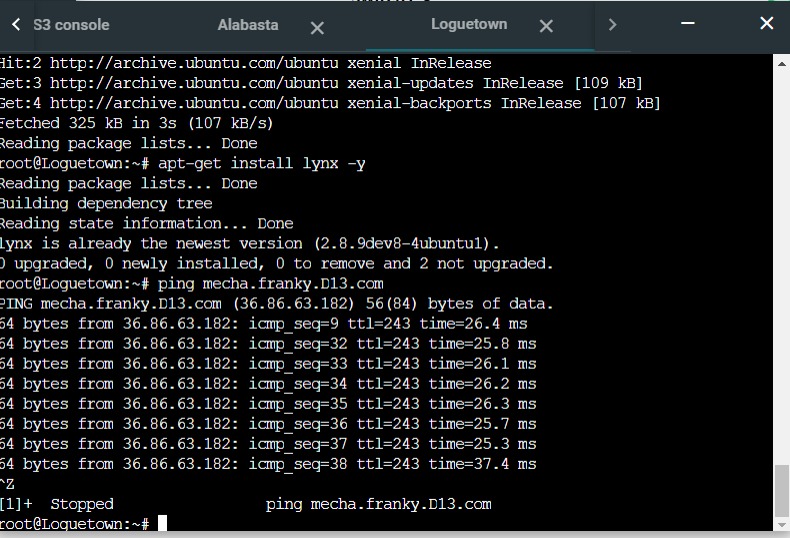 S3 console
Alabasta
Loguetown
Hit:2 http://archive.ubuntu.com/ubuntu xenial InRelease
Get:3 http://archive.ubuntu.com/ubuntu xenial-updates InRelease [109 kB]
Get:4 http://archive.ubuntu.com/ubuntu xenial-backports InRelease [107 kB]
Fetched 325 kB in 3s (107 kB/s)
Reading package lists... Done
root@Loguetown:~# apt-get install lynx -y
Reading package lists... Done
Building dependency tree
Reading state information... Done
lynx is already the newest version (2.8.9dev8-4ubuntu1).
0 upgraded, 0 newly installed, 0 to remove and 2 not upgraded.
root@Loguetown:~# ping mecha.franky.D13.com
PING mecha.franky.D13.com (36.86.63.182) 56(84) bytes of data.
64 bytes from 36.86.63.182: icmp_seq=9 ttl=243 time=26.4 ms
64 bytes from 36.86.63.182: icmp_seq=32 ttl=243 time=25.8 ms
64 bytes from 36.86.63.182: icmp_seq=33 ttl=243 time=26.1 ms
64 bytes from 36.86.63.182: icmp_seq=34 ttl=243 time=26.2 ms
64 bytes from 36.86.63.182: icmp_seq=35 ttl=243 time=26.3 ms
64 bytes from 36.86.63.182: icmp_seq=36 ttl=243 time=25.7 ms
64 bytes from 36.86.63.182: icmp_seq=37 ttl=243 time=25.3 ms
64 bytes from 36.86.63.182: icmp_seq=38 ttl=243 time=37.4 ms
^Z
[1]+  Stopped                 ping mecha.franky.D13.com
root@Loguetown:~#